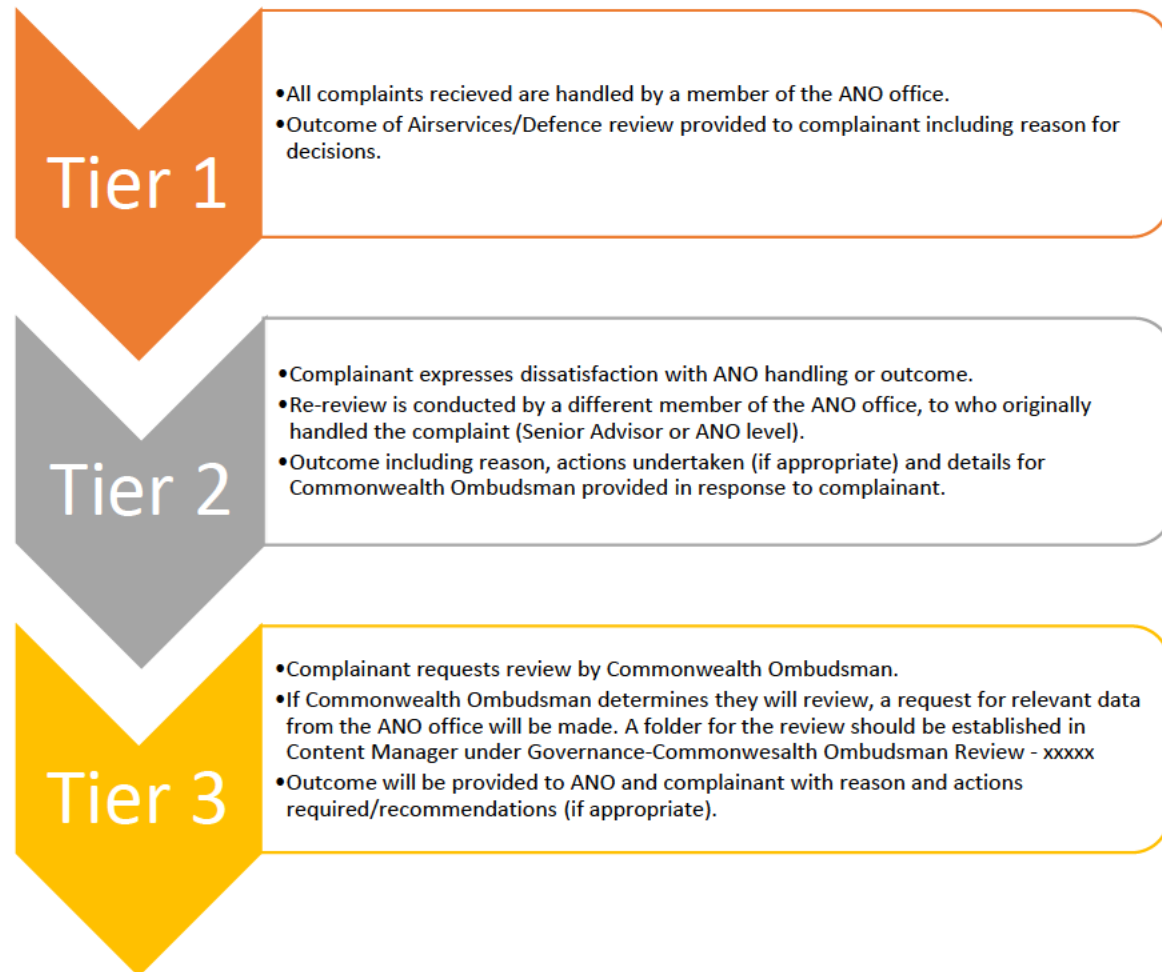 Tier 1
•All complaints recieved are handled by a member of the ANO office.
•Outcome of Airservices/Defence review provided to complainant including reason for
decisions.
Tier 2
•Complainant expresses dissatisfaction with ANO handling or outcome.
•Re-review is conducted by a different member of the ANO office, to who originally
handled the complaint (Senior Advisor or ANO level).
•Outcome including reason, actions undertaken (if appropriate) and details for
Commonwealth Ombudsman provided in response to complainant.
Tier 3
•Complainant requests review by Commonwealth Ombudsman.
•If Commonwealth Ombudsman determines they will review, a request for relevant data
from the ANO office will be made. A folder for the review should be established in
Content Manager under Governance-Commonwesalth Ombudsman Review - xxxxx
•Outcome will be provided to ANO and complainant with reason and actions
required/recommendations (if appropriate).